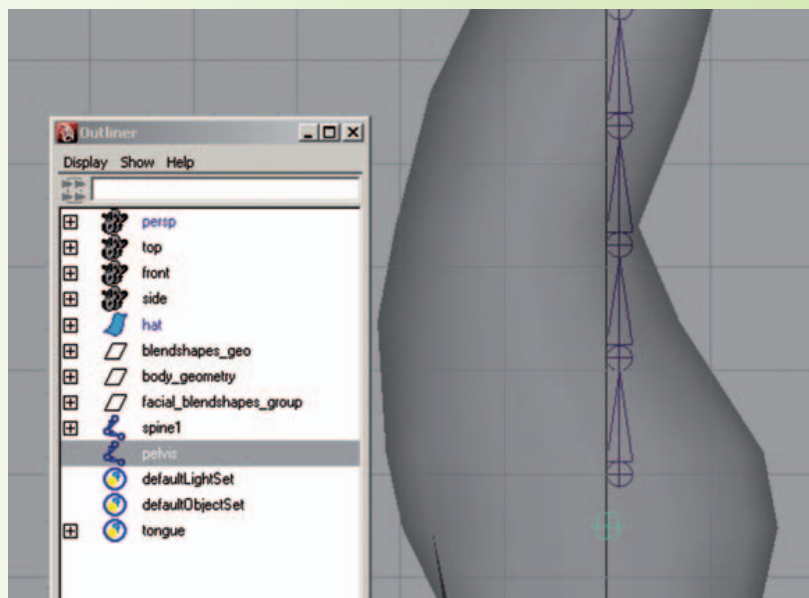 Outliner
Display Show Help
persp
top
front
side
hat
blendshapes_geo
body_geometry
facial_blendshapes_group
spine1
pelvis
defaultLightSet
defaultObjectSet
tongue